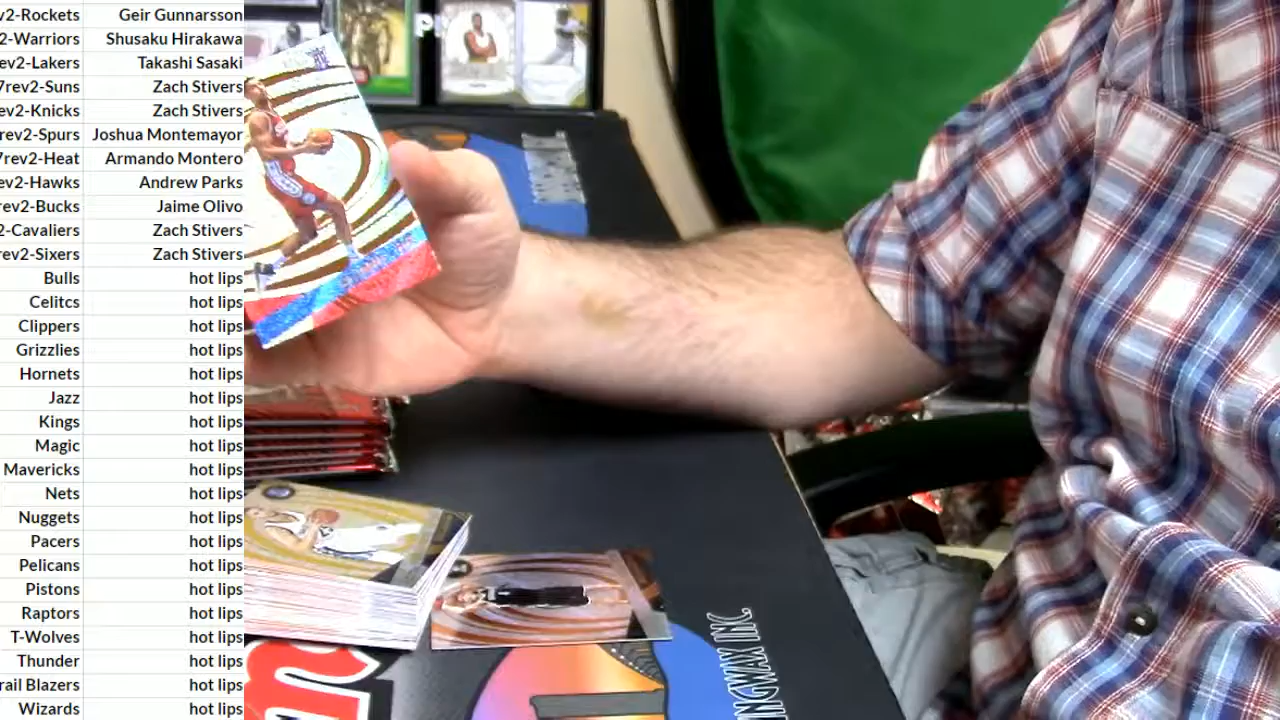 v2-Rockets Geir Gunnarsson
2-Warriors Shusaku Hirakawa
ev2-Lakers Takashi Sasaki
7rev2-Suns Zach Stivers
ev2-Knicks Zach Stivers
rev2-Spurs Joshua Montemayor
7rev2-Heat Armando Montero
ev2-Hawks Andrew Parks
rev2-Bucks Jaime Olivo
2-Cavaliers Zach Stivers
ev2-Sixers Zach Stivers
Bulls hot lips
Celitcs hot lips
Clippers hot lips
Grizzlies hot lips
Hornets hot lips
Jazz hot lips
Kings hot lips
Magic hot lips
Mavericks hot lips
Nets hot lips
Nuggets hot lips
Pacers hot lips
Pelicans hot lips
Pistons hot lips
Raptors hot lips
T-Wolves hot lips
Thunder hot lips
rail Blazers hot lips
Wizards hot lips
INGWAX INC